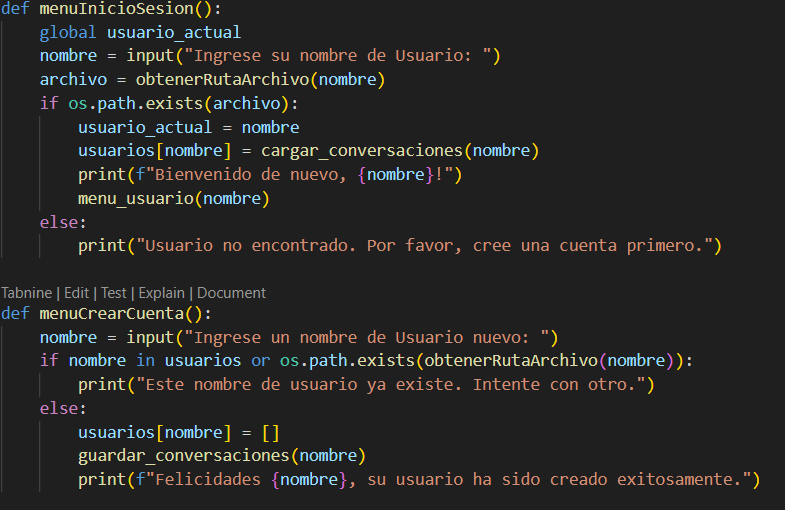 def menuInicioSesion():
    global usuario_actual
    nombre = input("Ingrese su nombre de Usuario: ")
    archivo = obtenerRutaArchivo(nombre)
    if os.path.exists(archivo):
        usuario_actual = nombre
        usuarios[nombre] = cargar_conversaciones(nombre)
        print(f"Bienvenido de nuevo, {nombre}!")
        menu_usuario(nombre)
    else:
        print("Usuario no encontrado. Por favor, cree una cuenta primero.")
Tabnine | Edit | Test | Explain | Document
def menuCrearCuenta():
    nombre = input("Ingrese un nombre de Usuario nuevo: ")
    if nombre in usuarios or os.path.exists(obtenerRutaArchivo(nombre)):
        print("Este nombre de usuario ya existe. Intente con otro.")
    else:
        usuarios[nombre] = []
        guardar_conversaciones(nombre)
        print(f"Felicidades {nombre}, su usuario ha sido creado exitosamente.")